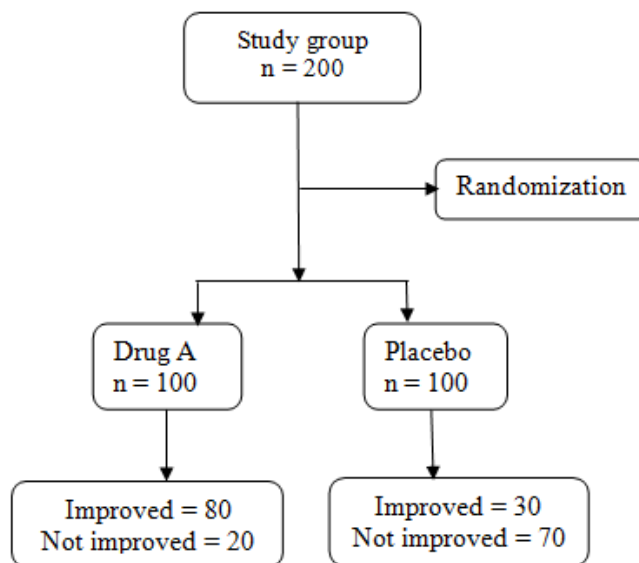 Study group
n = 200
Randomization
Drug A
n = 100
Placebo
n = 100
Improved = 80
Not improved = 20
Improved = 30
Not improved = 70